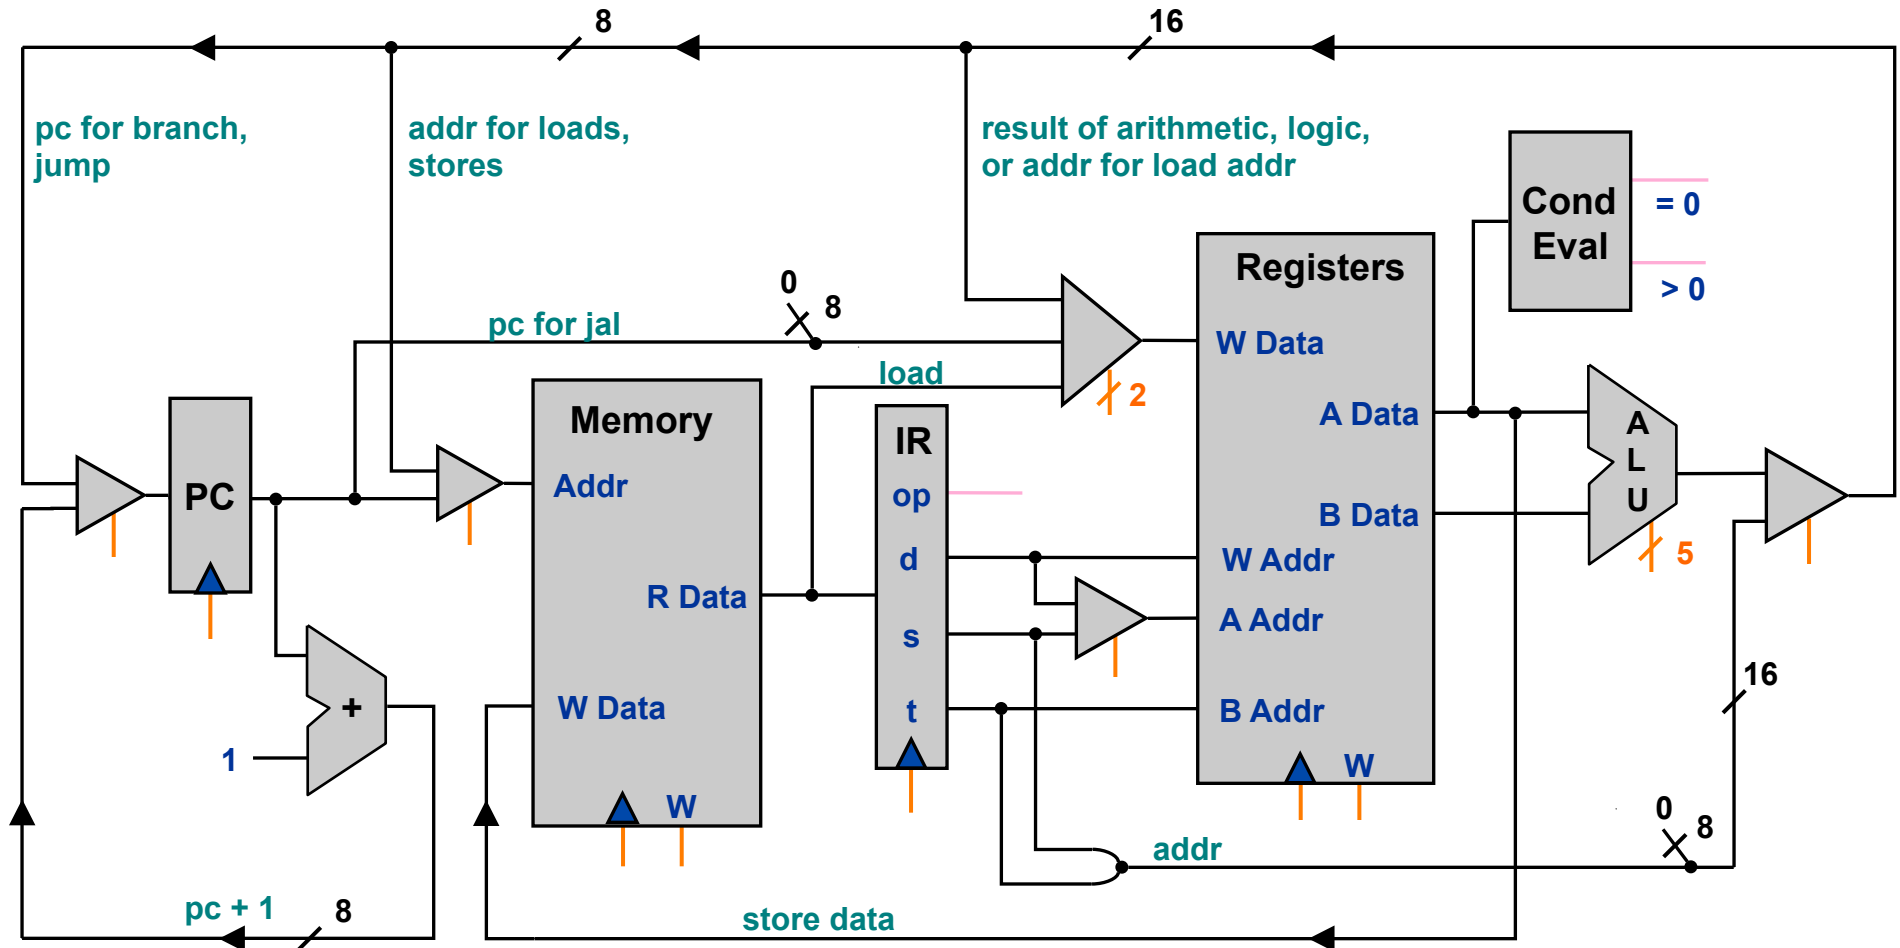 8
16
pc for branch,
jump
addr for loads,
stores
result of arithmetic, logic,
or addr for load addr
Cond
Eval
= 0
> 0
Registers
W Data
A Data
B Data
W Addr
A Addr
B Addr
W
0
8
pc for jal
load
2
Memory
Addr
R Data
W Data
W
IR
op
d
s
t
PC
+
1
A
L
U
5
16
0
8
addr
pc + 1
8
store data